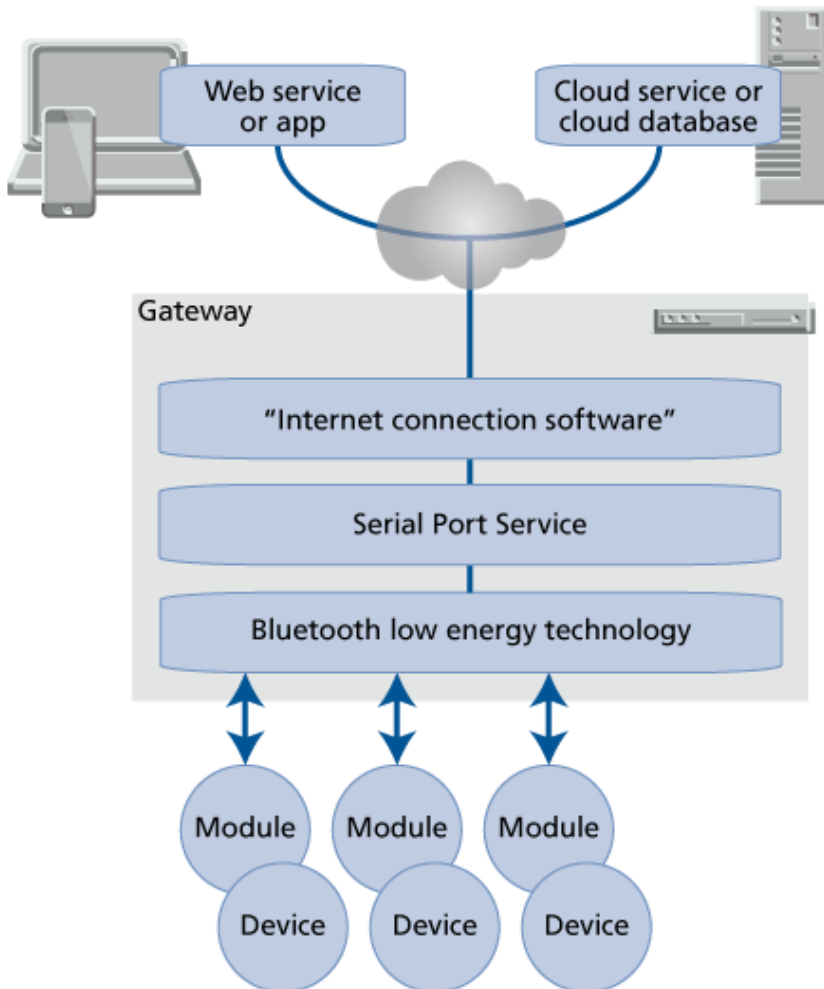 Web service
or app
Cloud service or
cloud database
Gateway
“Internet connection software”
Serial Port Service
Bluetooth low energy technology
Module
Module
Module
Device
Device
Device